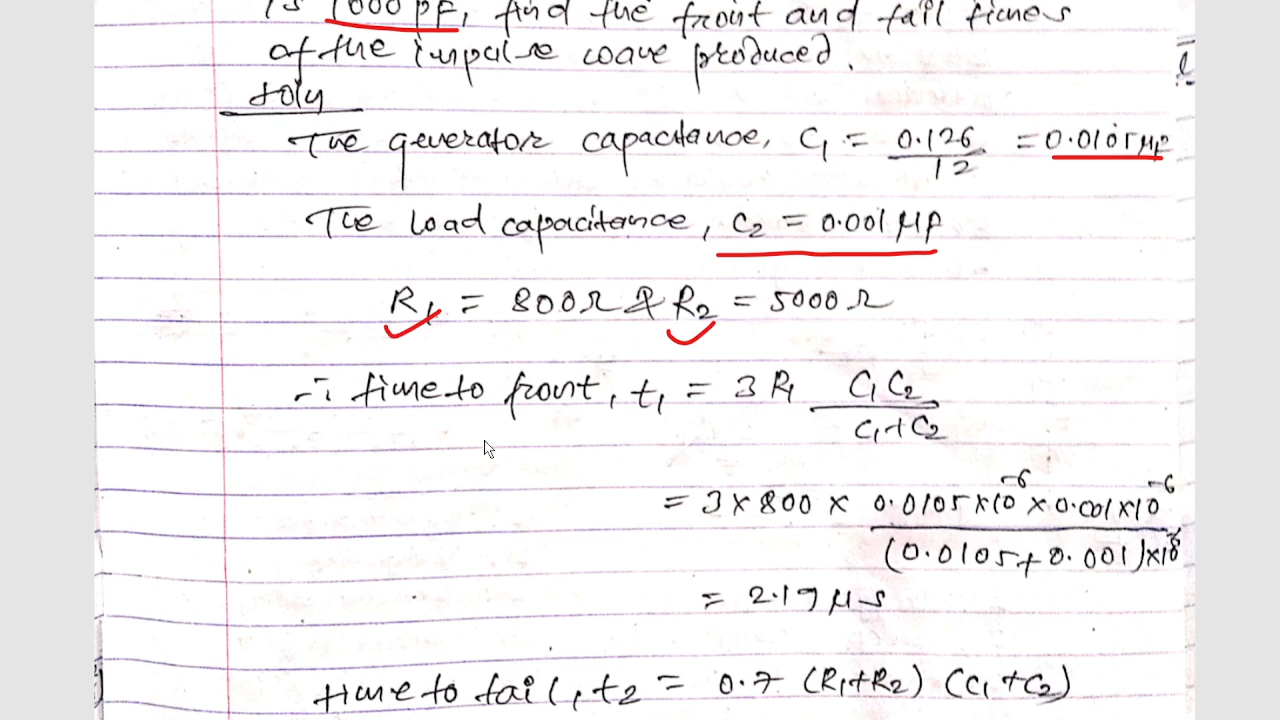 is 1000 pF, find the front and tail times
of the impulse wave produced.
Soln
The generator capacitance, C₁ = 0.126/12 = 0.0105 μF
The Load capacitance, C₂ = 0.001 μF
R₁ = 800Ω & R₂ = 5000 Ω
∴ time to front, t₁ = 3 R₁ C₁C₂/C₁+C₂
= 3 × 800 × 0.0105×10⁻⁶ × 0.001×10⁻⁶/(0.0105+0.001)×10⁻⁶
= 2.19 μs
time to tail, t₂ = 0.7 (R₁+R₂) (C₁+C₂)